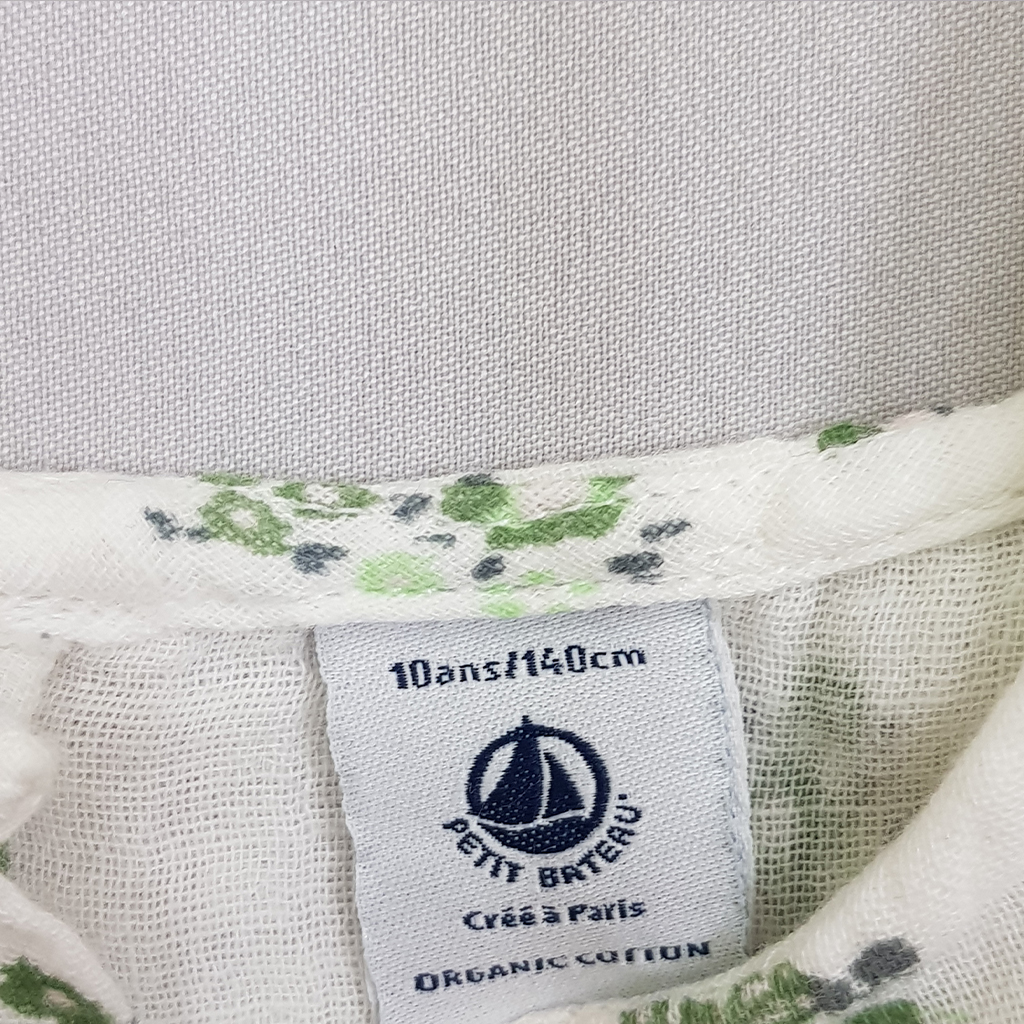 10ans/140cm
PETIT BATEAU
Créé à Paris
ORGANIC COTTON